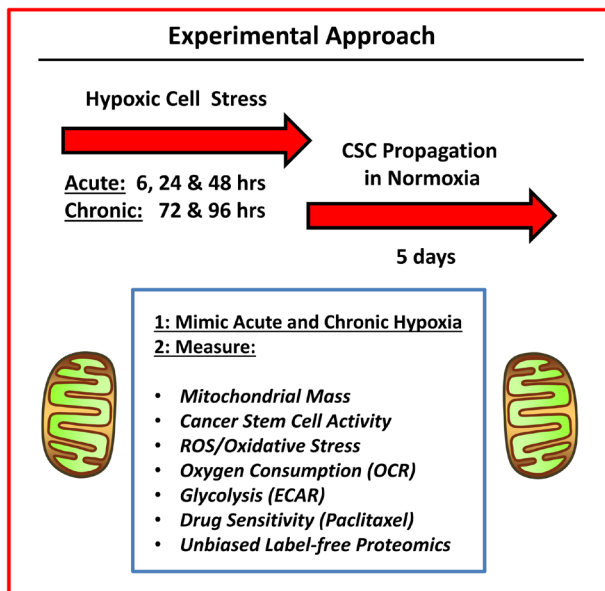 Experimental Approach
Hypoxic Cell Stress
Acute: 6, 24 & 48 hrs
Chronic: 72 & 96 hrs
CSC Propagation
in Normoxia
5 days
1: Mimic Acute and Chronic Hypoxia
2: Measure:
• Mitochondrial Mass
• Cancer Stem Cell Activity
• ROS/Oxidative Stress
• Oxygen Consumption (OCR)
• Glycolysis (ECAR)
• Drug Sensitivity (Paclitaxel)
• Unbiased Label-free Proteomics